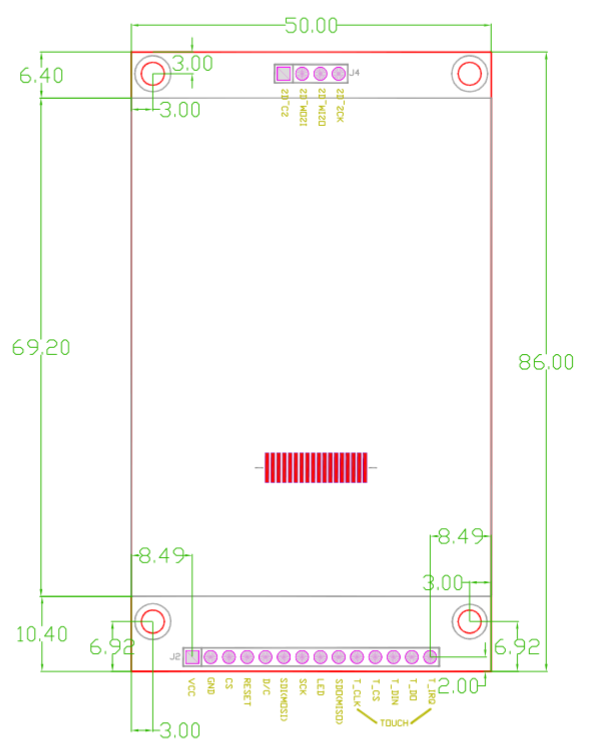 50.00
6.40
3.00
J4
3.00
SD_CS
SD_MOSI
SD_MISO
SD_SCK
69.20
86.00
8.49
8.49
3.00
10.40
6.92
6.92
J2
2.00
VCC
GND
CS
RESET
D/C
SDI(MOSI)
SCK
LED
SDO(MISO)
T_CLK
T_CS
T_DIN
T_DO
T_IRQ
TOUCH
3.00